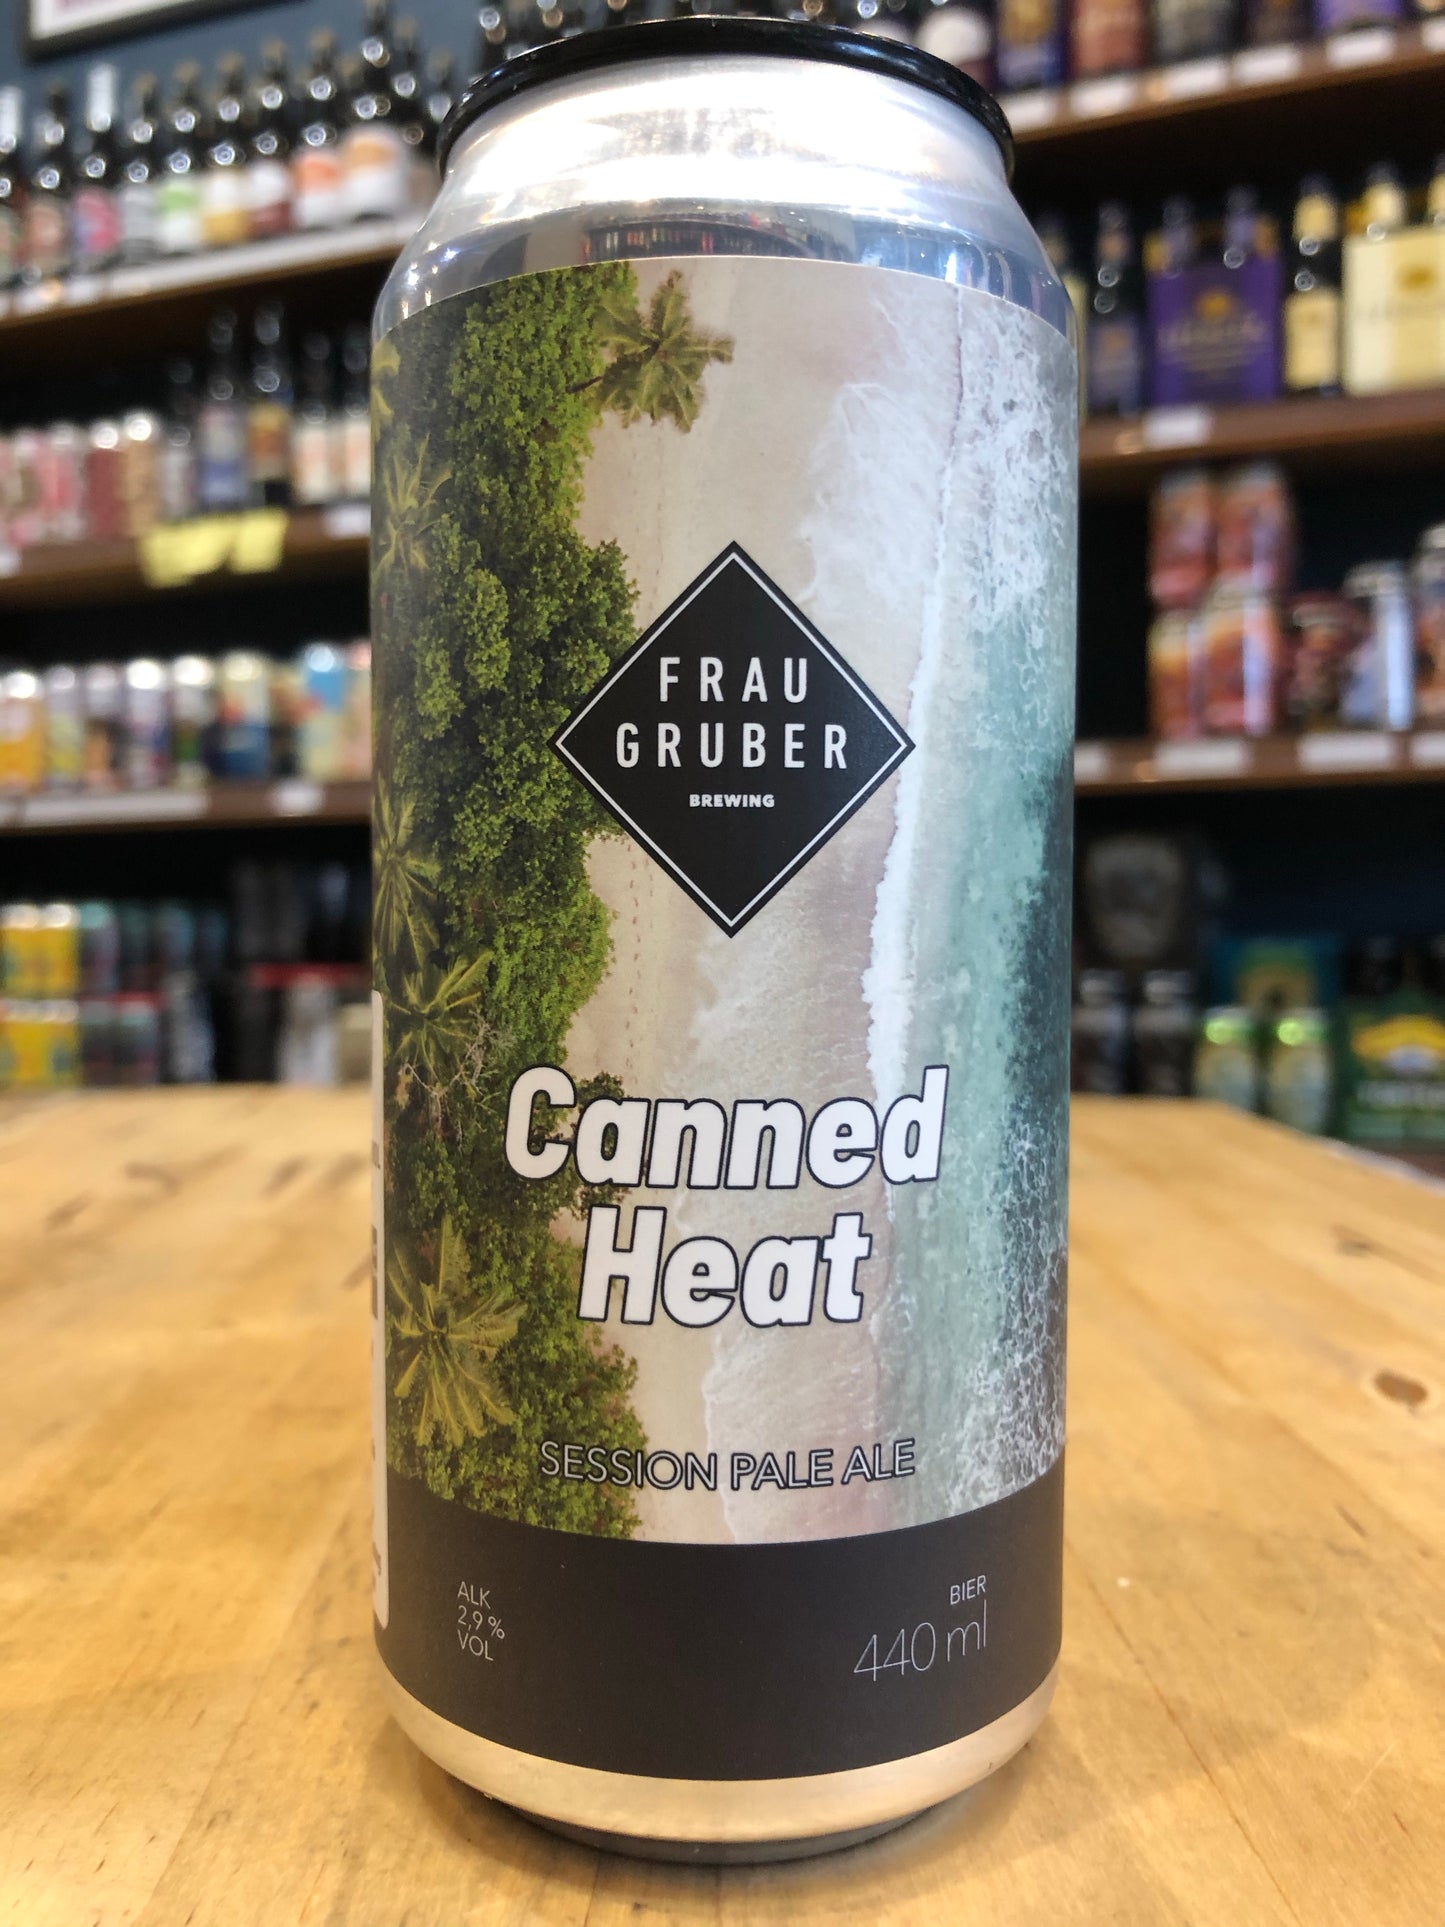 FRAU
GRUBER
BREWING
Canned
Heat
SESSION PALE ALE
ALK
2,9 %
VOL
BIER
440 ml